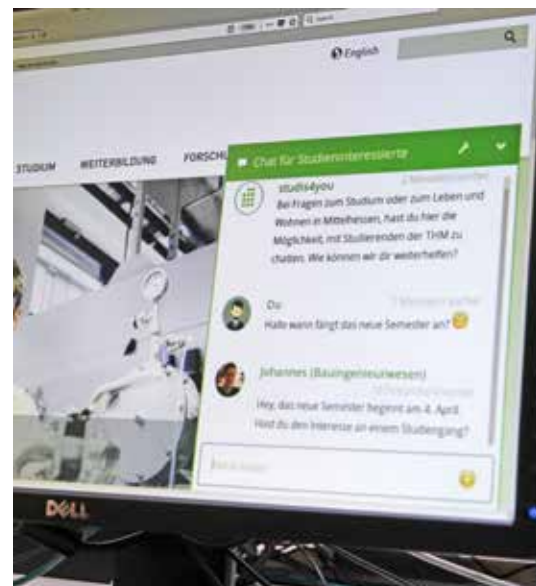 Search
English
STUDIUM WEITERBILDUNG FORSCHU
Chat für Studieninteressierte
studis4you
Bei Fragen zum Studium oder zum Leben und
Wohnen in Mittelhessen, hast du hier die
Möglichkeit, mit Studierenden der THM zu
chatten. Wie können wir dir weiterhelfen?
Du
Hallo wann fängt das neue Semester an?
Johannes (Bauingenieurwesen)
Hey, das neue Semester beginnt am 4. April.
Hast du den Interesse an einem Studiengang?
DELL